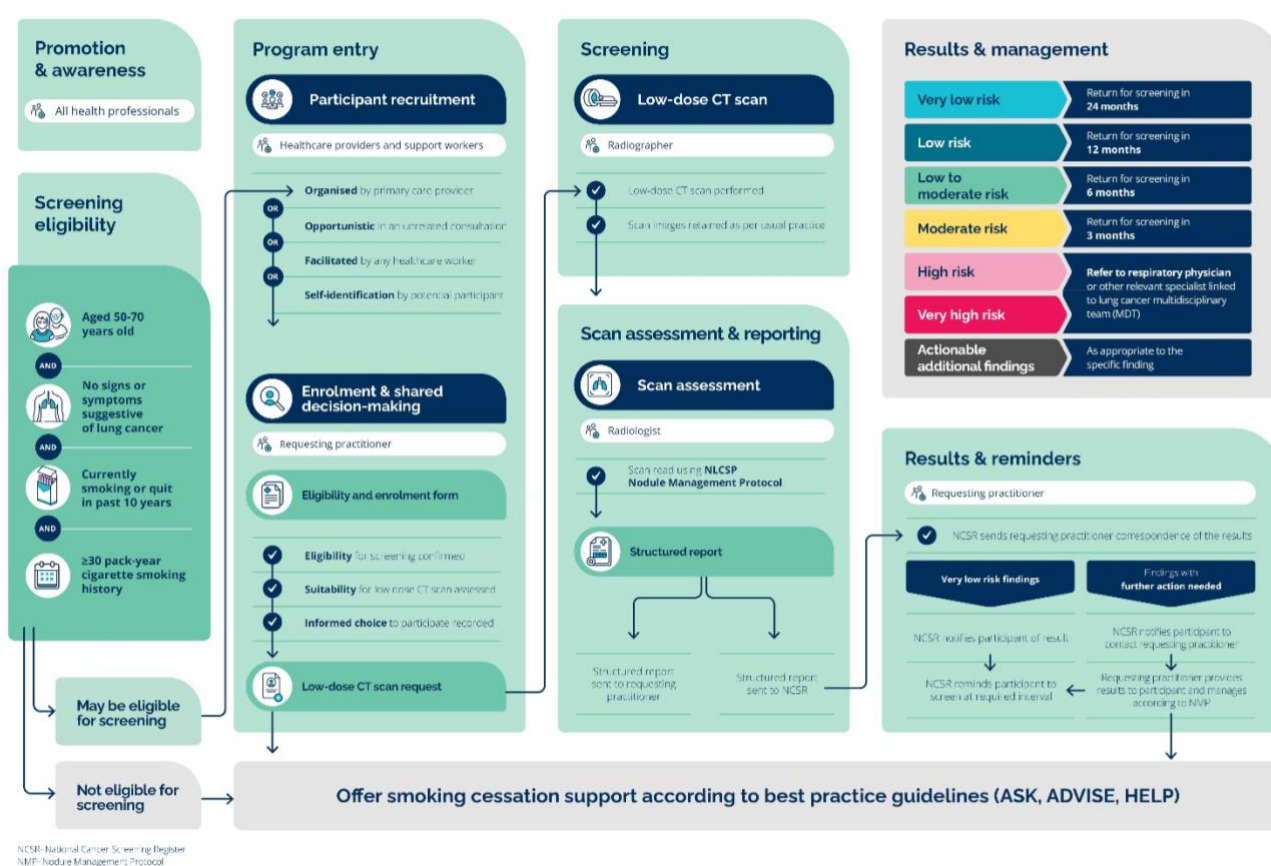 Promotion
& awareness
All health professionals
Screening
eligibility
Aged 50-70
years old
AND
No signs or
symptoms
suggestive
of lung cancer
AND
Currently
smoking or quit
in past 10 years
AND
≥30 pack-year
cigarette smoking
history
May be eligible
for screening
Not eligible for
screening
Program entry
Participant recruitment
Healthcare providers and support workers
Organised by primary care provider
OR
Opportunistic in an unrelated consultation
OR
Facilitated by any healthcare worker
OR
Self-identification by potential participant
Enrolment & shared
decision-making
Requesting practitioner
Eligibility and enrolment form
Eligibility for screening confirmed
Suitability for low dose CT scan assessed
Informed choice to participate recorded
Low-dose CT scan request
Screening
Low-dose CT scan
Radiographer
Low-dose CT scan performed
Scan images retained as per usual practice
Scan assessment & reporting
Scan assessment
Radiologist
Scan read using NLCSP
Nodule Management Protocol
Structured report
Structured report
sent to requesting
practitioner
Structured report
sent to NCSR
Results & management
Very low risk
Return for screening in
24 months
Low risk
Return for screening in
12 months
Low to
moderate risk
Return for screening in
6 months
Moderate risk
Return for screening in
3 months
High risk
Very high risk
Refer to respiratory physician
or other relevant specialist linked
to lung cancer multidisciplinary
team (MDT)
Actionable
additional findings
As appropriate to the
specific finding
Results & reminders
Requesting practitioner
NCSR sends requesting practitioner correspondence of the results
Very low risk findings
Findings with
further action needed
NCSR notifies participant of result
NCSR notifies participant to
contact requesting practitioner
NCSR reminds participant to
screen at required interval
Requesting practitioner provides
results to participant and manages
according to NMP
Offer smoking cessation support according to best practice guidelines (ASK, ADVISE, HELP)
NCSR- National Cancer Screening Register
NMP- Nodule Management Protocol